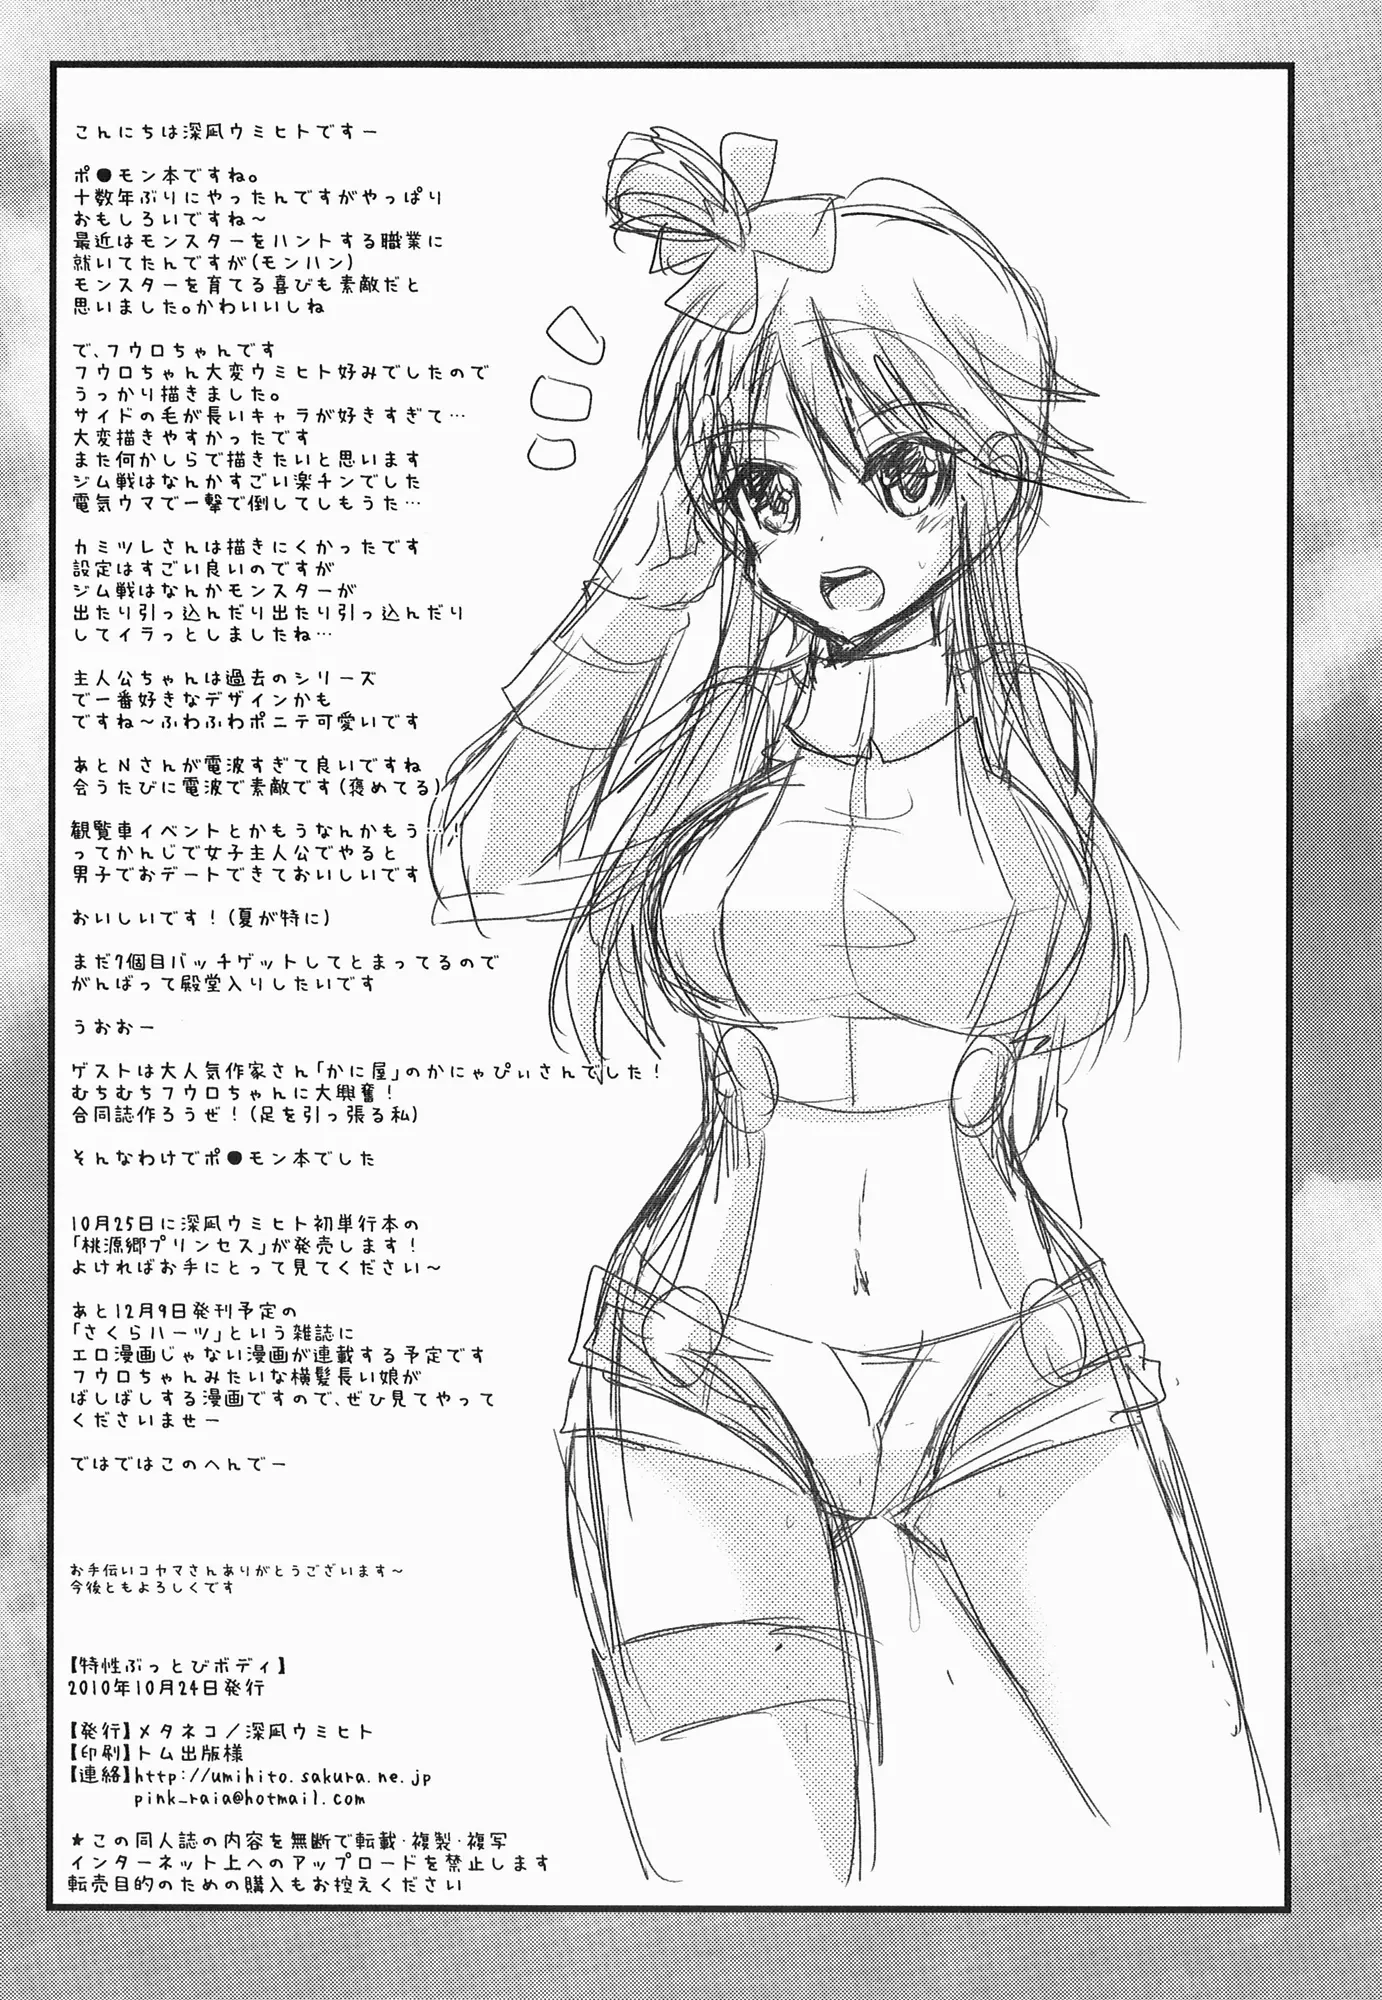 こんにちは深凪ウミヒトですー
ポ●モン本ですね。
十数年ぶりにやったんですがやっぱり
おもしろいですね～
最近はモンスターをハントする職業に
就いてたんですが(モンハン)
モンスターを育てる喜びも素敵だと
思いました。かわいいしね
で、フウロちゃんです
フウロちゃん大変ウミヒト好みでしたので
うっかり描きました。
サイドの毛が長いキャラが好きすぎて…
大変描きやすかったです
また何かしらで描きたいと思います
ジム戦はなんかすごい楽チンでした
電気ウマで一撃で倒してしもうた…
カミツレさんは描きにくかったです
設定はすごい良いのですが
ジム戦はなんかモンスターが
出たり引っ込んだり出たり引っ込んだり
してイラっとしましたね…
主人公ちゃんは過去のシリーズ
で一番好きなデザインかも
ですね～ふわふわポニテ可愛いです
あとNさんが電波すぎて良いですね
会うたびに電波で素敵です(褒めてる)
観覧車イベントとかもうなんかもう…!
ってかんじで女子主人公でやると
男子でおデートできておいしいです
おいしいです!(夏が特に)
まだ7個目バッチゲットしてとまってるので
がんばって殿堂入りしたいです
うおおー
ゲストは大人気作家さん「かに屋」のかにゃぴぃさんでした!
むちむちフウロちゃんに大興奮!
合同誌作ろうぜ!(足を引っ張る私)
そんなわけでポ●モン本でした
10月25日に深凪ウミヒト初単行本の
「桃源郷プリンセス」が発売します!
よければお手にとって見てください～
あと12月9日発刊予定の
「さくらハーツ」という雑誌に
エロ漫画じゃない漫画が連載する予定です
フウロちゃんみたいな横髪長い娘が
ばしばしする漫画ですので、ぜひ見てやって
くださいませー
ではではこのへんでー
お手伝いコヤマさんありがとうございます～
今後ともよろしくです
【特性ぶっとびボディ】
2010年10月24日発行
【発行】メタネコ/深凪ウミヒト
【印刷】トム出版様
【連絡】http://umihito.sakura.ne.jp
pink_raia@hotmail.com
★この同人誌の内容を無断で転載・複製・複写
インターネット上へのアップロードを禁止します
転売目的のための購入もお控えください